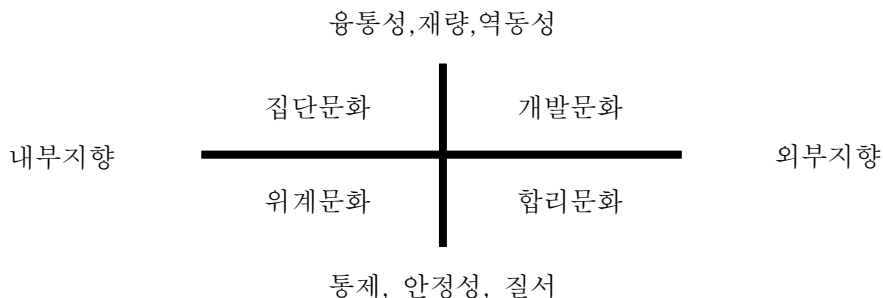 융통성,재량,역동성
집단문화 개발문화
내부지향 외부지향
위계문화 합리문화
통제, 안정성, 질서